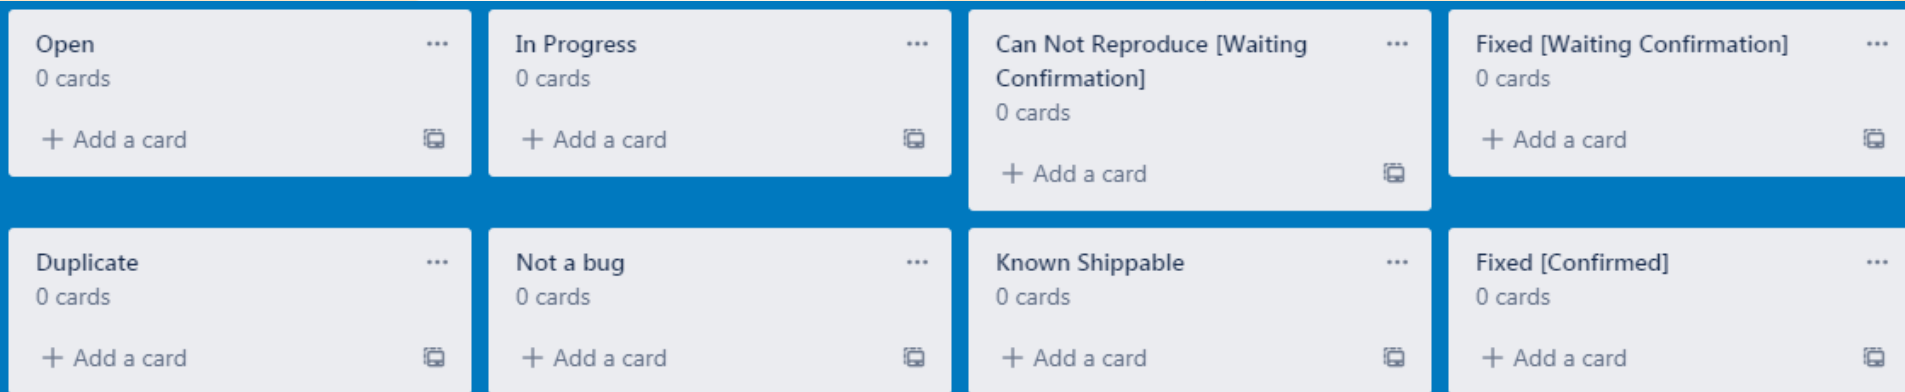 Open
0 cards
+ Add a card
In Progress
0 cards
+ Add a card
Can Not Reproduce [Waiting
Confirmation]
0 cards
+ Add a card
Fixed [Waiting Confirmation]
0 cards
+ Add a card
Duplicate
0 cards
+ Add a card
Not a bug
0 cards
+ Add a card
Known Shippable
0 cards
+ Add a card
Fixed [Confirmed]
0 cards
+ Add a card